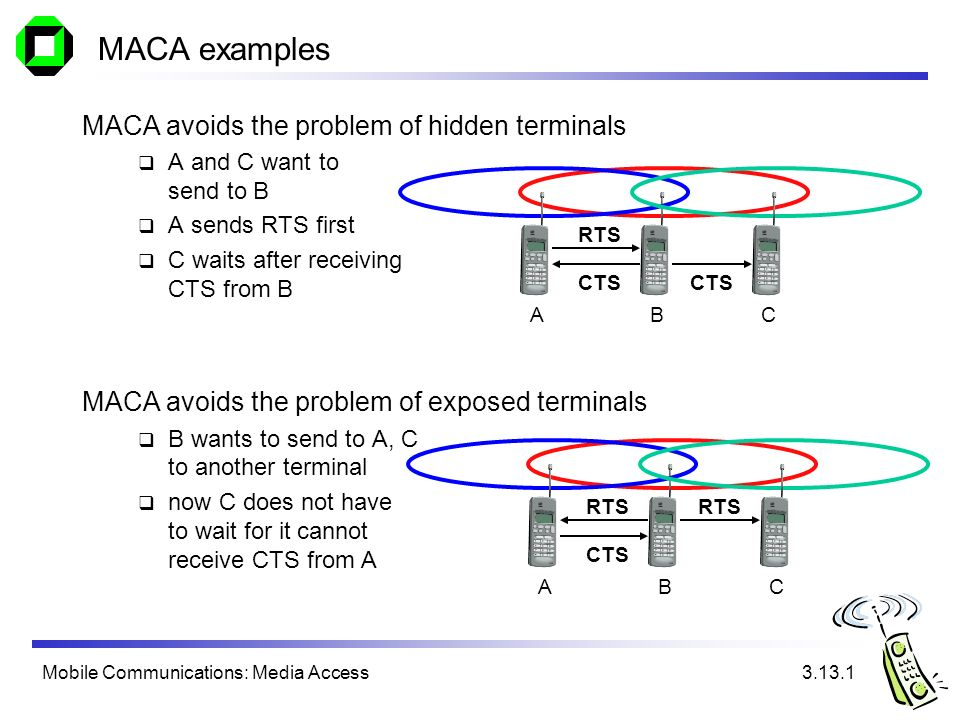 MACA examples
MACA avoids the problem of hidden terminals
A and C want to
send to B
A sends RTS first
C waits after receiving
CTS from B
RTS
CTS CTS
A B C
MACA avoids the problem of exposed terminals
B wants to send to A, C
to another terminal
now C does not have
to wait for it cannot
receive CTS from A
RTS RTS
CTS
A B C
Mobile Communications: Media Access 3.13.1